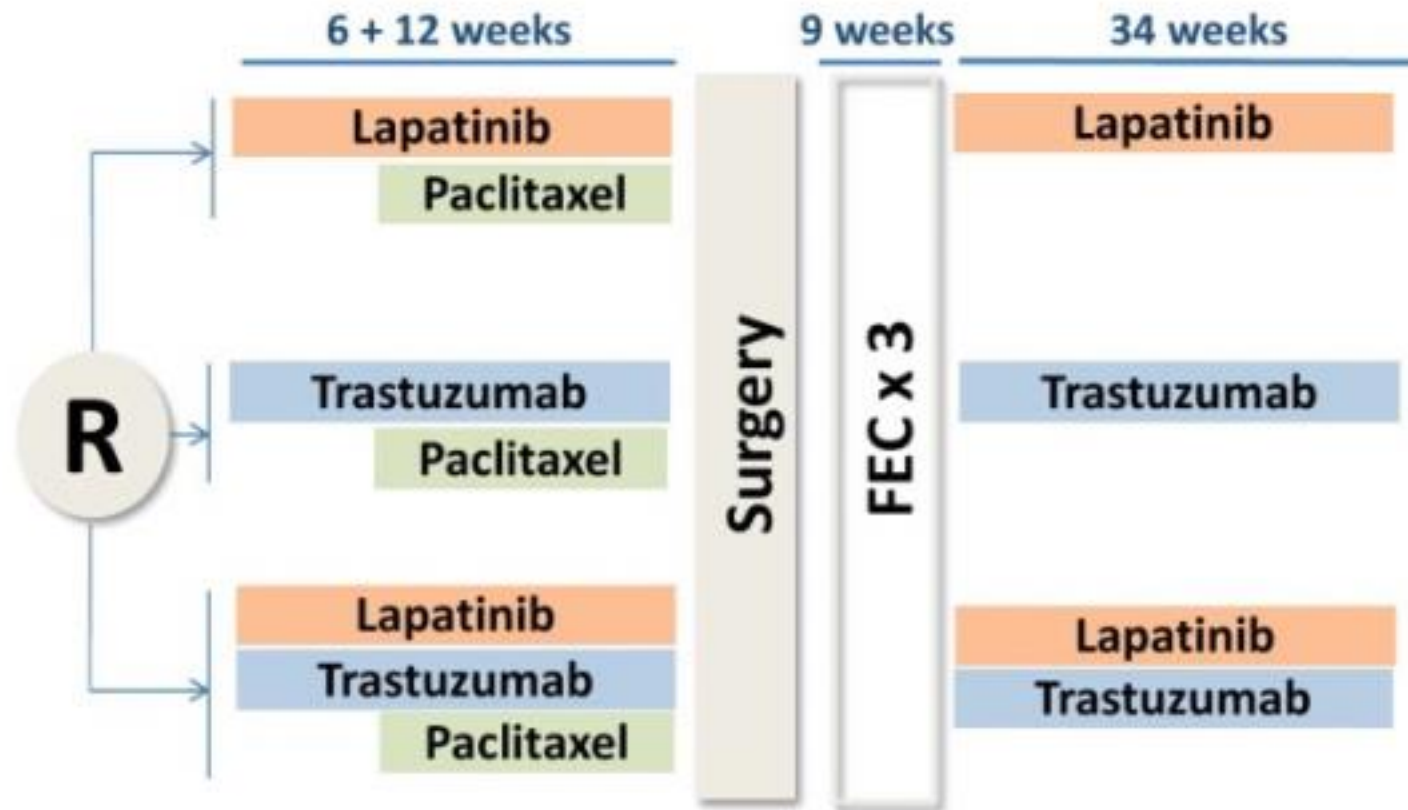 6 + 12 weeks
9 weeks
34 weeks
Lapatinib
Paclitaxel
Lapatinib
R
Trastuzumab
Paclitaxel
Surgery
FEC x 3
Trastuzumab
Lapatinib
Trastuzumab
Paclitaxel
Lapatinib
Trastuzumab